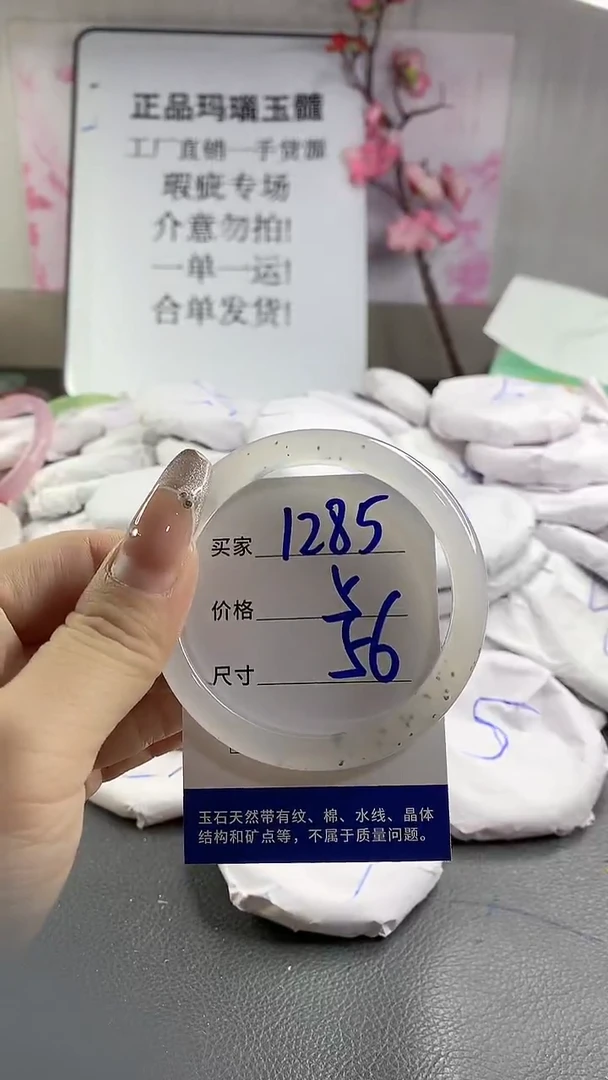 正品玛瑙玉髓
工厂直销一手货源
瑕疵专场
介意勿拍!
一单一运!
合单发货!
买家 1285
价格
尺寸 56
玉石天然带有纹、棉、水线、晶体
结构和矿点等，不属于质量问题。
5